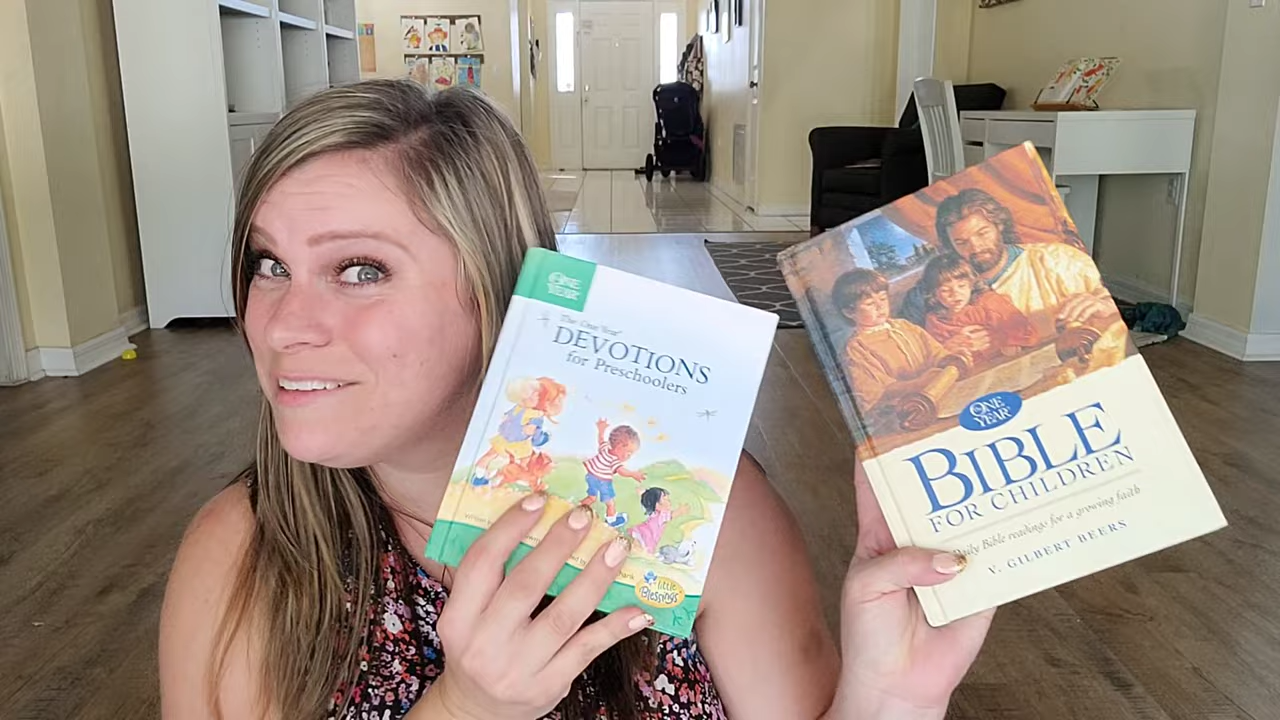 ONE
YEAR
The One Year
DEVOTIONS
for Preschoolers
little
Blessings
ONE
YEAR
BIBLE
FOR CHILDREN
Daily Bible readings for a growing faith
V. GILBERT BEERS